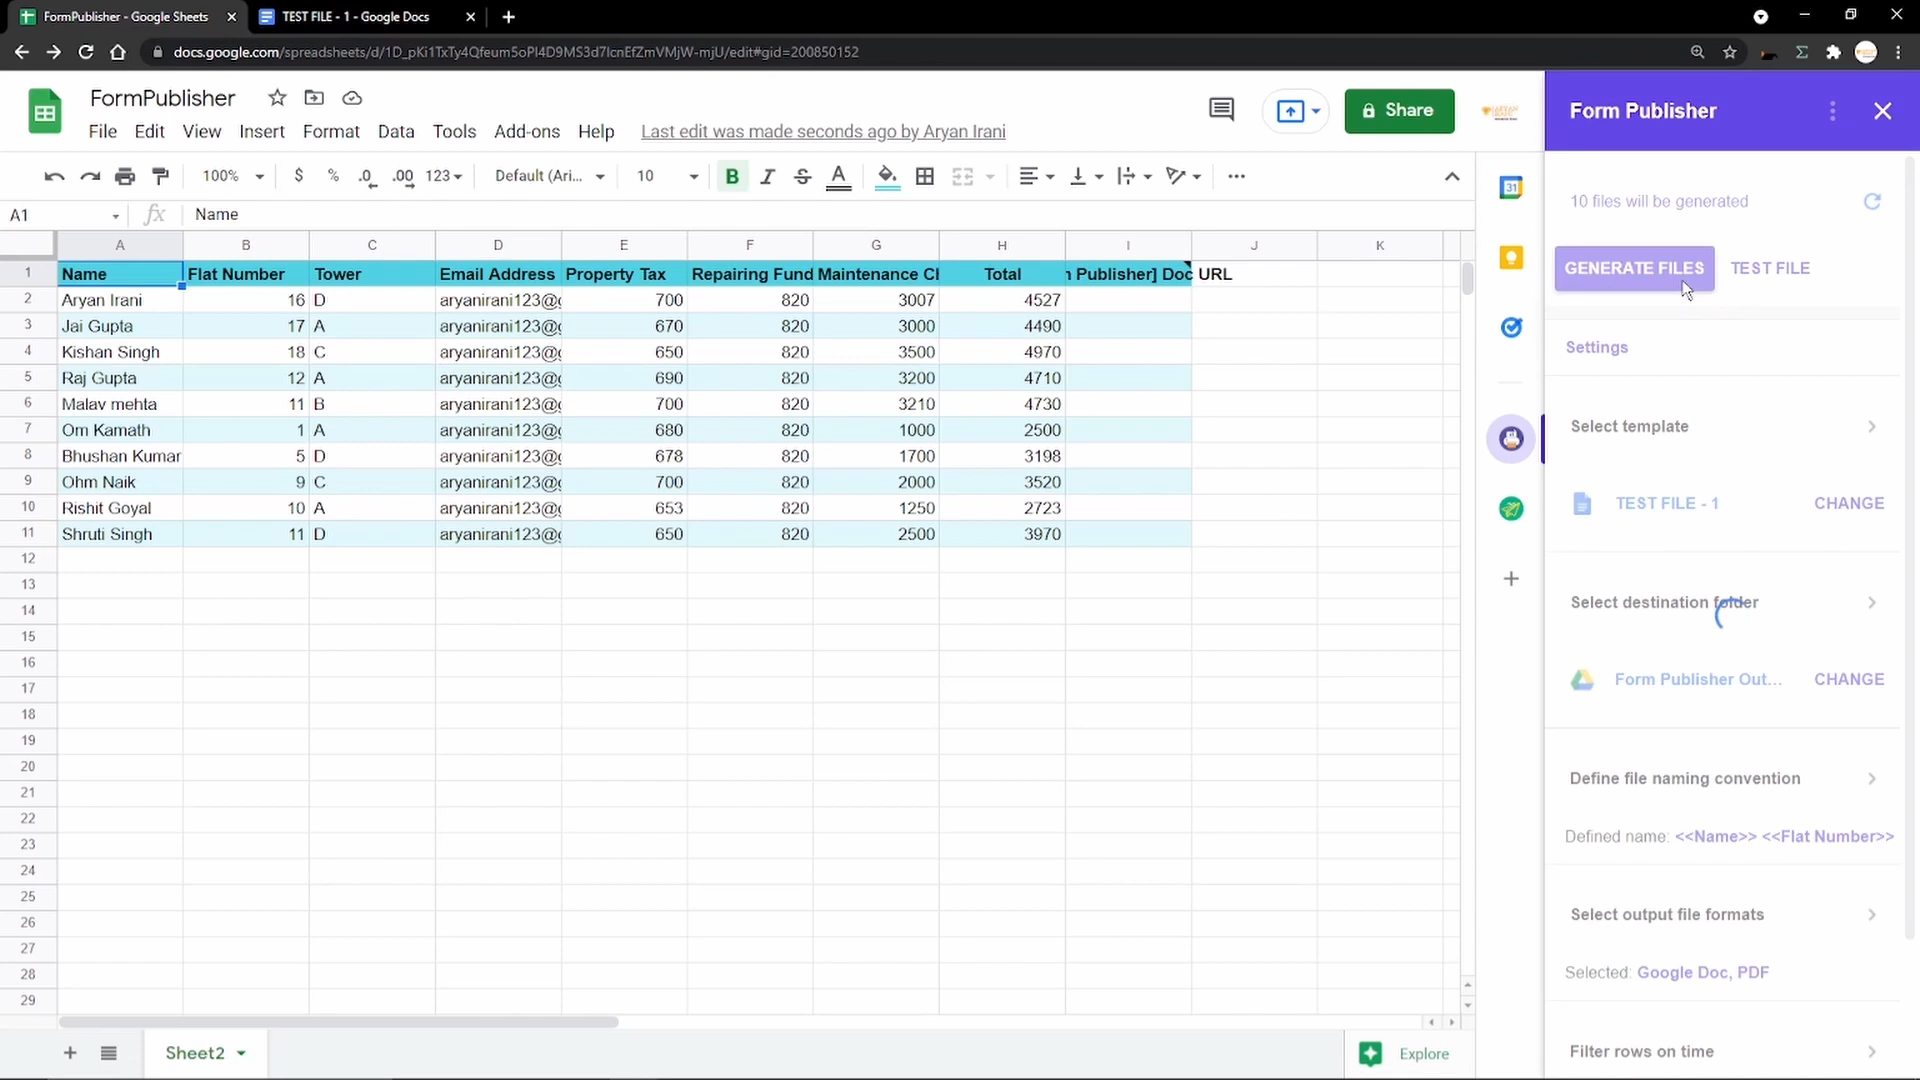 FormPublisher - Google Sheets
TEST FILE - 1 - Google Docs
docs.google.com/spreadsheets/d/1D_pKi1TxTy4Qfeum5oPl4D9MS3d7lcnEfZmVMjW-mjU/edit#gid=200850152
FormPublisher
File Edit View Insert Format Data Tools Add-ons Help Last edit was made seconds ago by Aryan Irani
Share
100% $ % .0 .00 123 Default (Ari... 10
A1 fx Name
A B C D E F G H I J K
1 Name Flat Number Tower Email Address Property Tax Repairing Fund Maintenance Cl Total n Publisher] Doc URL
2 Aryan Irani 16 D aryanirani123@g 700 820 3007 4527
3 Jai Gupta 17 A aryanirani123@g 670 820 3000 4490
4 Kishan Singh 18 C aryanirani123@g 650 820 3500 4970
5 Raj Gupta 12 A aryanirani123@g 690 820 3200 4710
6 Malav mehta 11 B aryanirani123@g 700 820 3210 4730
7 Om Kamath 1 A aryanirani123@g 680 820 1000 2500
8 Bhushan Kumar 5 D aryanirani123@g 678 820 1700 3198
9 Ohm Naik 9 C aryanirani123@g 700 820 2000 3520
10 Rishit Goyal 10 A aryanirani123@g 653 820 1250 2723
11 Shruti Singh 11 D aryanirani123@g 650 820 2500 3970
12
13
14
15
16
17
18
19
20
21
22
23
24
25
26
27
28
29
Sheet2
Explore
31
Form Publisher
10 files will be generated
GENERATE FILES TEST FILE
Settings
Select template
TEST FILE - 1 CHANGE
Select destination folder
Form Publisher Out... CHANGE
Define file naming convention
Defined name: <<Name>> <<Flat Number>>
Select output file formats
Selected: Google Doc, PDF
Filter rows on time